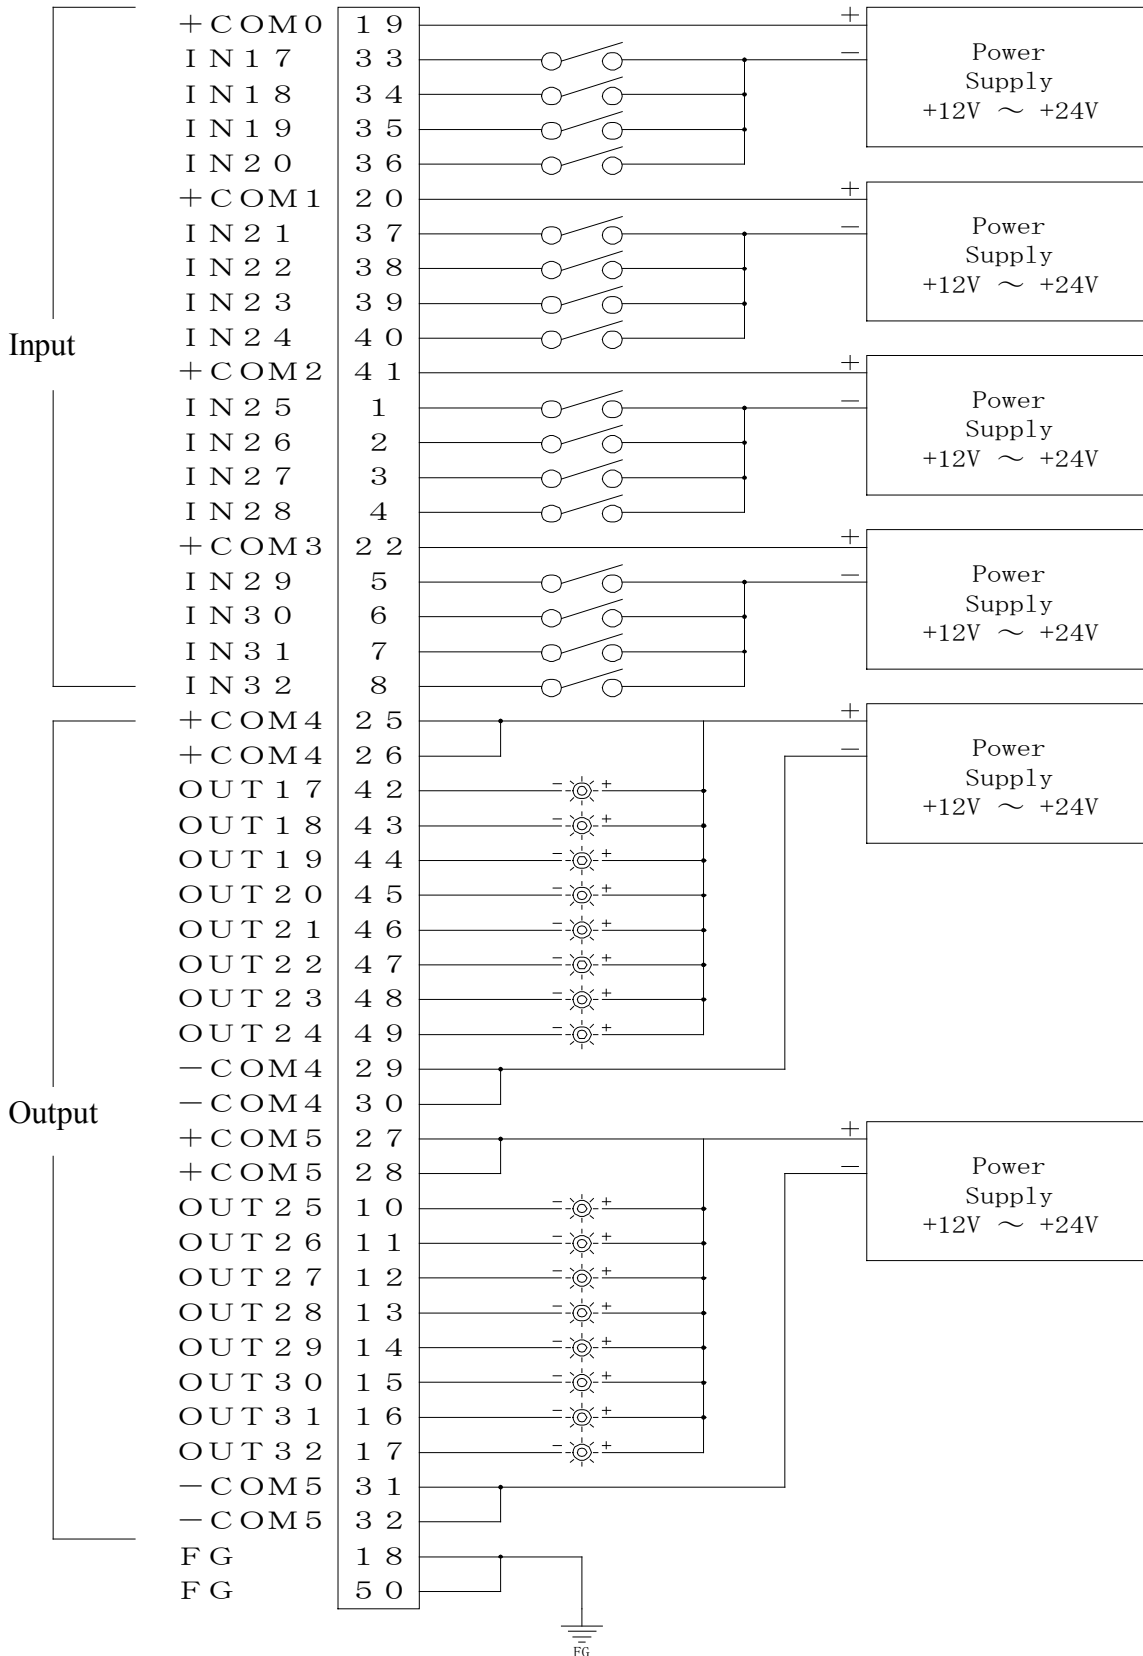 +COM0 19 +
IN17 33 − Power
IN18 34 Supply
IN19 35 +12V ～ +24V
IN20 36
+COM1 20 +
IN21 37 − Power
IN22 38 Supply
IN23 39 +12V ～ +24V
IN24 40
Input
+COM2 41 +
IN25 1 − Power
IN26 2 Supply
IN27 3 +12V ～ +24V
IN28 4
+COM3 22 +
IN29 5 − Power
IN30 6 Supply
IN31 7 +12V ～ +24V
IN32 8
+COM4 25 +
+COM4 26 − Power
OUT17 42 - + Supply
OUT18 43 - + +12V ～ +24V
OUT19 44 - +
OUT20 45 - +
OUT21 46 - +
OUT22 47 - +
OUT23 48 - +
OUT24 49 - +
−COM4 29
−COM4 30
Output
+COM5 27 +
+COM5 28 − Power
OUT25 10 - + Supply
OUT26 11 - + +12V ～ +24V
OUT27 12 - +
OUT28 13 - +
OUT29 14 - +
OUT30 15 - +
OUT31 16 - +
OUT32 17 - +
−COM5 31
−COM5 32
FG 18
FG 50
FG